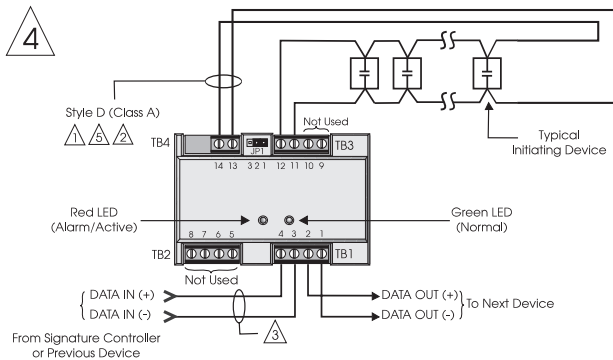 4
Style D (Class A)
1 5 2
Not Used
TB4
JP1
TB3
14 13 3 2 1 12 11 10 9
Typical
Initiating Device
Red LED
(Alarm/Active)
Green LED
(Normal)
8 7 6 5 4 3 2 1
TB2
TB1
Not Used
DATA IN (+)
DATA OUT (+)
To Next Device
DATA IN (-)
DATA OUT (-)
3
From Signature Controller
or Previous Device